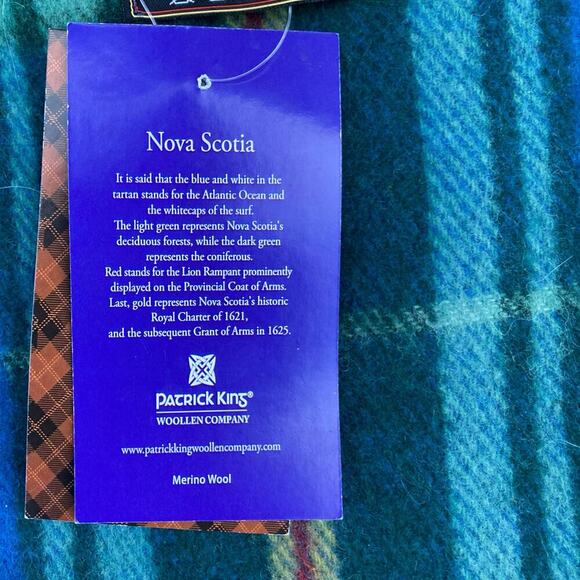 Nova Scotia
It is said that the blue and white in the
tartan stands for the Atlantic Ocean and
the whitecaps of the surf.
The light green represents Nova Scotia's
deciduous forests, while the dark green
represents the coniferous.
Red stands for the Lion Rampant prominently
displayed on the Provincial Coat of Arms.
Last, gold represents Nova Scotia's historic
Royal Charter of 1621,
and the subsequent Grant of Arms in 1625.
PATRICK KING®
WOOLLEN COMPANY
www.patrickkingwoollencompany.com
Merino Wool